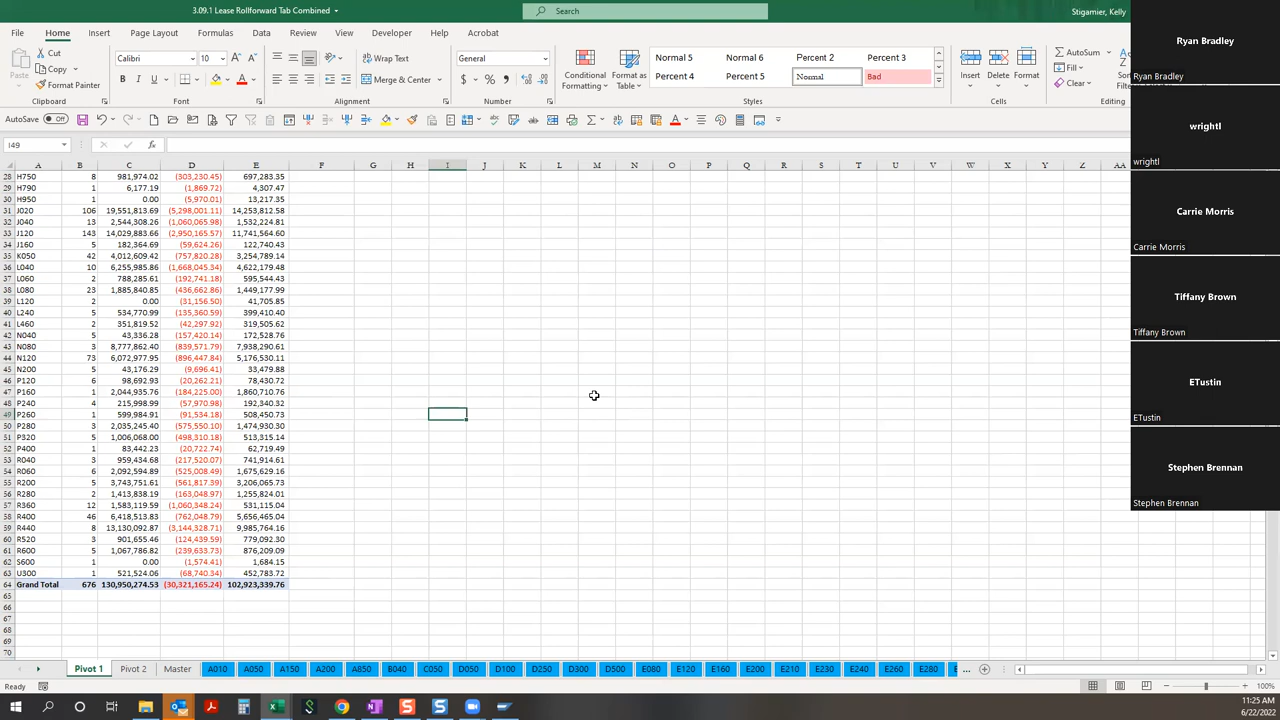 3.09.1 Lease Rollforward Tab Combined
Search
Stigamier, Kelly
File Home Insert Page Layout Formulas Data Review View Developer Help Acrobat
Cut
Copy
Format Painter
Paste
Clipboard
Calibri 10
B I U
Font
Wrap Text
Merge & Center
Alignment
General
$ % ,
Number
Conditional Formatting
Format as Table
Normal 5 Normal 6 Percent 2 Percent 3
Percent 4 Percent 5 Normal Bad
Styles
Insert Delete Format
Cells
AutoSum
Fill
Clear
Editing
AutoSave Off
I49
A B C D E F G H I J K L M N O P Q R S T U V W X Y Z AA
28 H750 8 981,974.02 (303,230.45) 697,283.35
29 H790 1 6,177.19 (1,869.72) 4,307.47
30 H950 1 0.00 (5,970.01) 13,217.35
31 J020 106 19,551,813.69 (5,298,001.11) 14,253,812.58
32 J040 13 2,544,308.26 (1,060,065.98) 1,532,224.81
33 J120 143 14,029,883.66 (2,950,165.57) 11,741,564.60
34 J160 5 182,364.69 (59,624.26) 122,740.43
35 K050 42 4,012,609.42 (757,820.28) 3,254,789.14
36 L040 10 6,255,985.86 (1,668,045.34) 4,622,179.48
37 L060 2 788,285.61 (192,741.18) 595,544.43
38 L080 23 1,885,840.85 (436,662.86) 1,449,177.99
39 L120 2 0.00 (31,156.50) 41,705.85
40 L240 5 534,770.99 (135,360.59) 399,410.40
41 L460 2 351,819.52 (42,297.92) 319,505.62
42 N040 5 43,336.28 (157,420.14) 172,528.76
43 N080 3 8,777,862.40 (839,571.79) 7,938,290.61
44 N120 73 6,072,977.95 (896,447.84) 5,176,530.11
45 N200 5 43,176.29 (9,696.41) 33,479.88
46 P120 6 98,692.93 (20,262.21) 78,430.72
47 P160 1 2,044,935.76 (184,225.00) 1,860,710.76
48 P240 4 215,998.99 (57,970.98) 192,340.32
49 P260 1 599,984.91 (91,534.18) 508,450.73
50 P280 3 2,035,245.40 (575,550.10) 1,474,930.30
51 P320 5 1,006,068.00 (498,310.18) 513,315.14
52 P400 1 83,442.23 (20,722.74) 62,719.49
53 R040 3 959,434.68 (217,520.07) 741,914.61
54 R060 6 2,092,594.89 (525,008.49) 1,675,629.16
55 R200 5 3,743,751.61 (561,817.39) 3,206,065.73
56 R280 2 1,413,838.19 (163,048.97) 1,255,824.01
57 R360 12 1,583,119.59 (1,060,348.24) 531,115.04
58 R400 46 6,418,513.83 (762,048.79) 5,656,465.04
59 R440 8 13,130,092.87 (3,144,328.71) 9,985,764.16
60 R520 3 901,655.46 (124,439.59) 779,092.30
61 R600 5 1,067,786.82 (239,633.73) 876,209.09
62 S600 1 0.00 (1,574.41) 1,684.15
63 U300 1 521,524.06 (68,740.34) 452,783.72
64 Grand Total 676 130,950,274.53 (30,321,165.24) 102,923,339.76
65
66
67
68
69
70
Pivot 1 Pivot 2 Master A010 A050 A150 A200 A850 B040 C050 D050 D100 D250 D300 D500 E080 E120 E160 E200 E210 E230 E240 E260 E280 E
Ready
100%
11:25 AM
6/22/2022
Ryan Bradley
Ryan Bradley
wrightl
wrightl
Carrie Morris
Carrie Morris
Tiffany Brown
Tiffany Brown
ETustin
ETustin
Stephen Brennan
Stephen Brennan